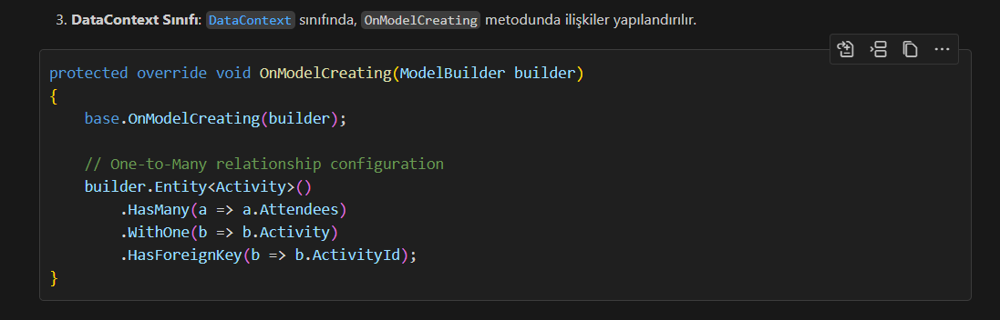 3. DataContext Sınıfı: DataContext sınıfında, OnModelCreating metodunda ilişkiler yapılandırılır.
protected override void OnModelCreating(ModelBuilder builder)
{
    base.OnModelCreating(builder);

    // One-to-Many relationship configuration
    builder.Entity<Activity>()
        .HasMany(a => a.Attendees)
        .WithOne(b => b.Activity)
        .HasForeignKey(b => b.ActivityId);
}